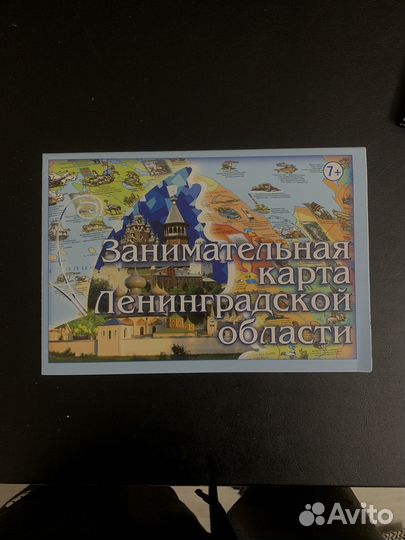 7+
Занимательная
карта
Ленинградской
области
Avito